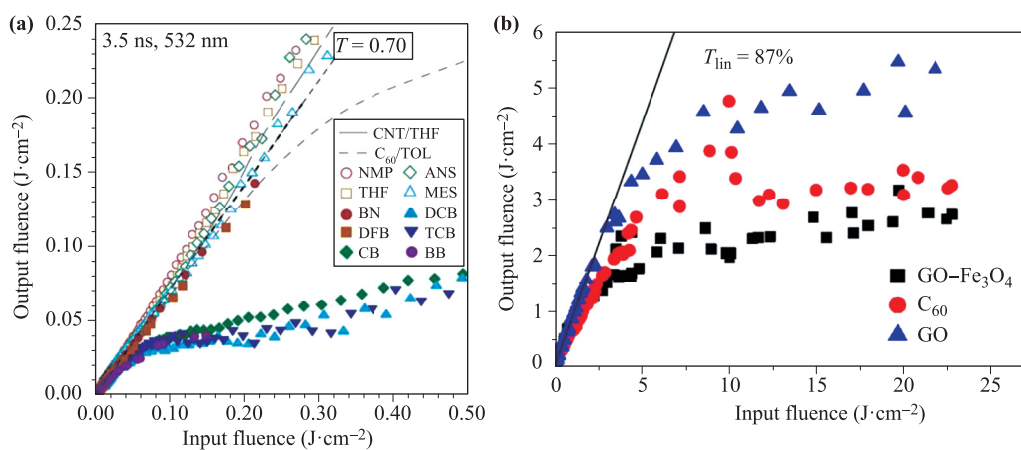 (a)
3.5 ns, 532 nm
T = 0.70
CNT/THF
C₆₀/TOL
NMP ANS
THF MES
BN DCB
DFB TCB
CB BB
0.25
0.20
0.15
0.10
0.05
0.00
Output fluence (J·cm⁻²)
0.00 0.10 0.20 0.30 0.40 0.50
Input fluence (J·cm⁻²)
(b)
Tlin = 87%
GO–Fe₃O₄
C₆₀
GO
6
5
4
3
2
1
0
Output fluence (J·cm⁻²)
0 5 10 15 20 25
Input fluence (J·cm⁻²)